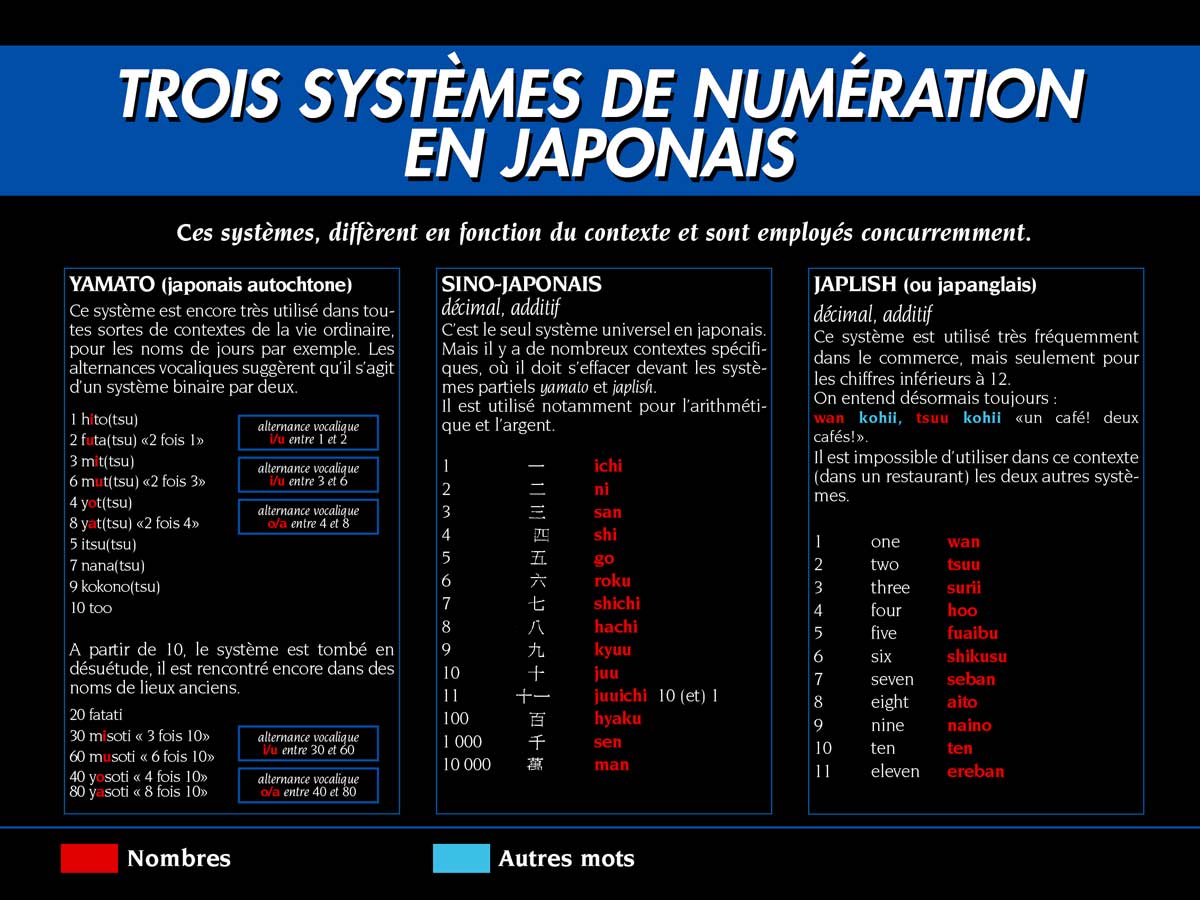 TROIS SYSTÈMES DE NUMÉRATION
EN JAPONAIS
Ces systèmes, diffèrent en fonction du contexte et sont employés concurremment.
YAMATO (japonais autochtone)
Ce système est encore très utilisé dans tou-
tes sortes de contextes de la vie ordinaire,
pour les noms de jours par exemple. Les
alternances vocaliques suggèrent qu'il s'agit
d'un système binaire par deux.
1 hito(tsu)
2 futa(tsu) «2 fois 1»
alternance vocalique
i/u entre 1 et 2
3 mit(tsu)
6 mut(tsu) «2 fois 3»
alternance vocalique
i/u entre 3 et 6
4 yot(tsu)
8 yat(tsu) «2 fois 4»
alternance vocalique
o/a entre 4 et 8
5 itsu(tsu)
7 nana(tsu)
9 kokono(tsu)
10 too
A partir de 10, le système est tombé en
désuétude, il est rencontré encore dans des
noms de lieux anciens.
20 fatati
30 misoti « 3 fois 10»
60 musoti « 6 fois 10»
alternance vocalique
i/u entre 30 et 60
40 yosoti « 4 fois 10»
80 yasoti « 8 fois 10»
alternance vocalique
o/a entre 40 et 80
SINO-JAPONAIS
décimal, additif
C'est le seul système universel en japonais.
Mais il y a de nombreux contextes spécifi-
ques, où il doit s'effacer devant les systè-
mes partiels yamato et japlish.
Il est utilisé notamment pour l'arithméti-
que et l'argent.
1 一 ichi
2 二 ni
3 三 san
4 四 shi
5 五 go
6 六 roku
7 七 shichi
8 八 hachi
9 九 kyuu
10 十 juu
11 十一 juuichi 10 (et) 1
100 百 hyaku
1 000 千 sen
10 000 萬 man
JAPLISH (ou japanglais)
décimal, additif
Ce système est utilisé très fréquemment
dans le commerce, mais seulement pour
les chiffres inférieurs à 12.
On entend désormais toujours :
wan kohii, tsuu kohii «un café! deux
cafés!».
Il est impossible d'utiliser dans ce contexte
(dans un restaurant) les deux autres systè-
mes.
1 one wan
2 two tsuu
3 three surii
4 four hoo
5 five fuaibu
6 six shikusu
7 seven seban
8 eight aito
9 nine naino
10 ten ten
11 eleven ereban
Nombres
Autres mots